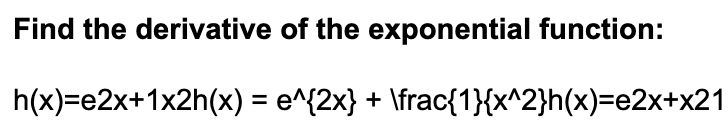 Find the derivative of the exponential function:
h(x)=e2x+1x2h(x) = e^{2x} + \frac{1}{x^2}h(x)=e2x+x21